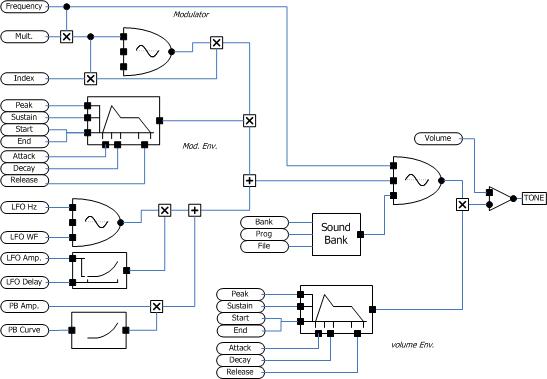 Frequency
Modulator
Mult.
Index
Peak
Sustain
Start
End
Mod. Env.
Attack
Decay
Release
Volume
TONE
LFO Hz
LFO WF
LFO Amp.
LFO Delay
PB Amp.
PB Curve
Bank
Prog
File
Sound
Bank
Peak
Sustain
Start
End
volume Env.
Attack
Decay
Release